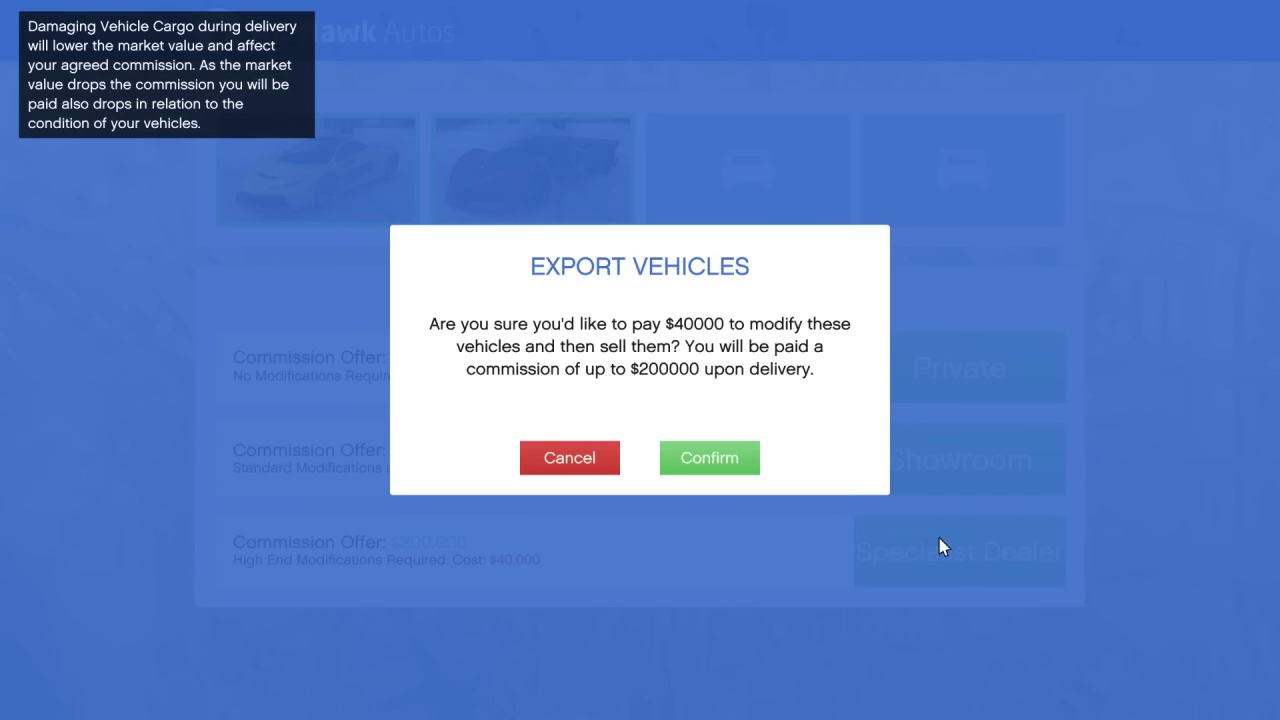 Damaging Vehicle Cargo during delivery
will lower the market value and affect
your agreed commission. As the market
value drops the commission you will be
paid also drops in relation to the
condition of your vehicles.
Autos
EXPORT VEHICLES
Are you sure you'd like to pay $40000 to modify these
vehicles and then sell them? You will be paid a
commission of up to $200000 upon delivery.
Cancel
Confirm
Commission Offer:
No Modifications
Private
Commission Offer:
Standard Modifications
Showroom
Commission Offer: $200,000
High End Modifications Required. Cost: $40,000
Specialist Dealer